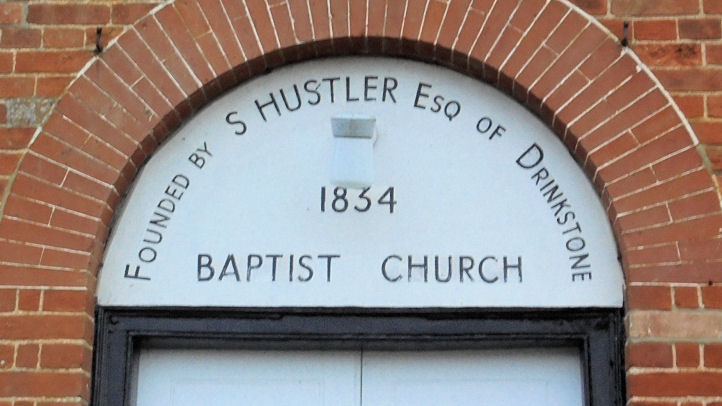 FOUNDED BY S HUSTLER ESQ OF DRINKSTONE
1834
BAPTIST CHURCH